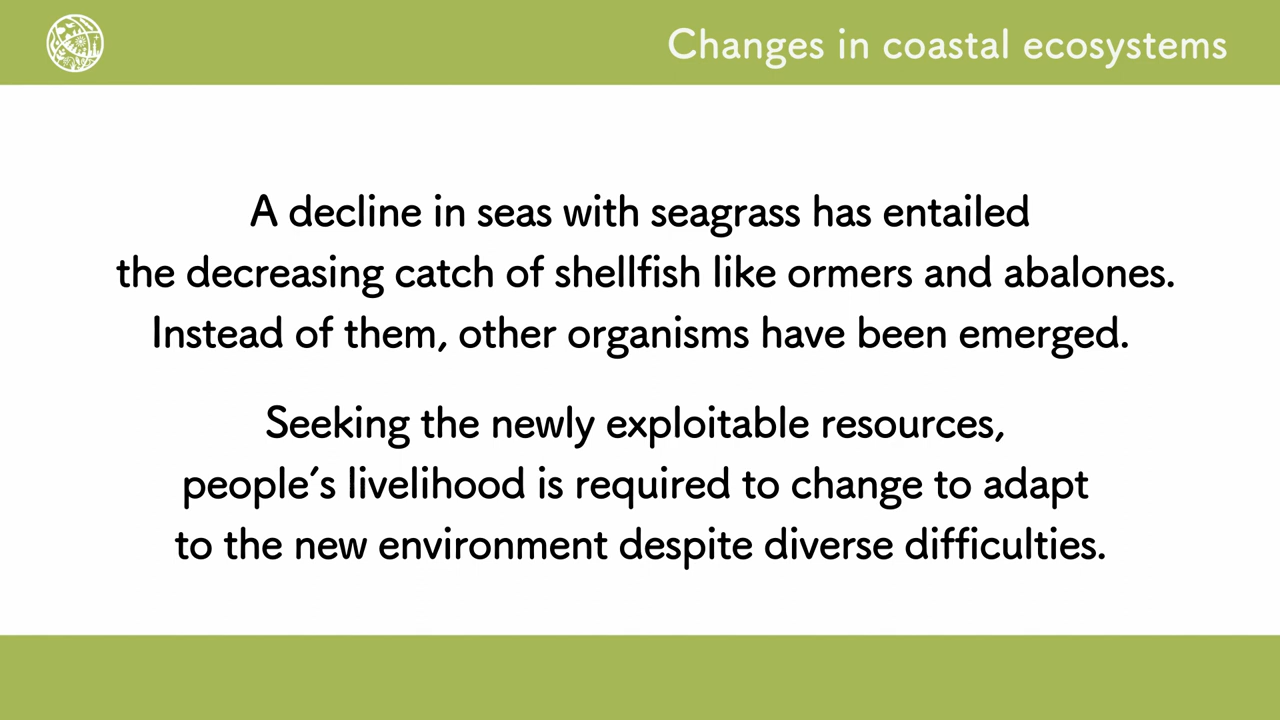 Changes in coastal ecosystems
A decline in seas with seagrass has entailed
the decreasing catch of shellfish like ormers and abalones.
Instead of them, other organisms have been emerged.
Seeking the newly exploitable resources,
people′s livelihood is required to change to adapt
to the new environment despite diverse difficulties.